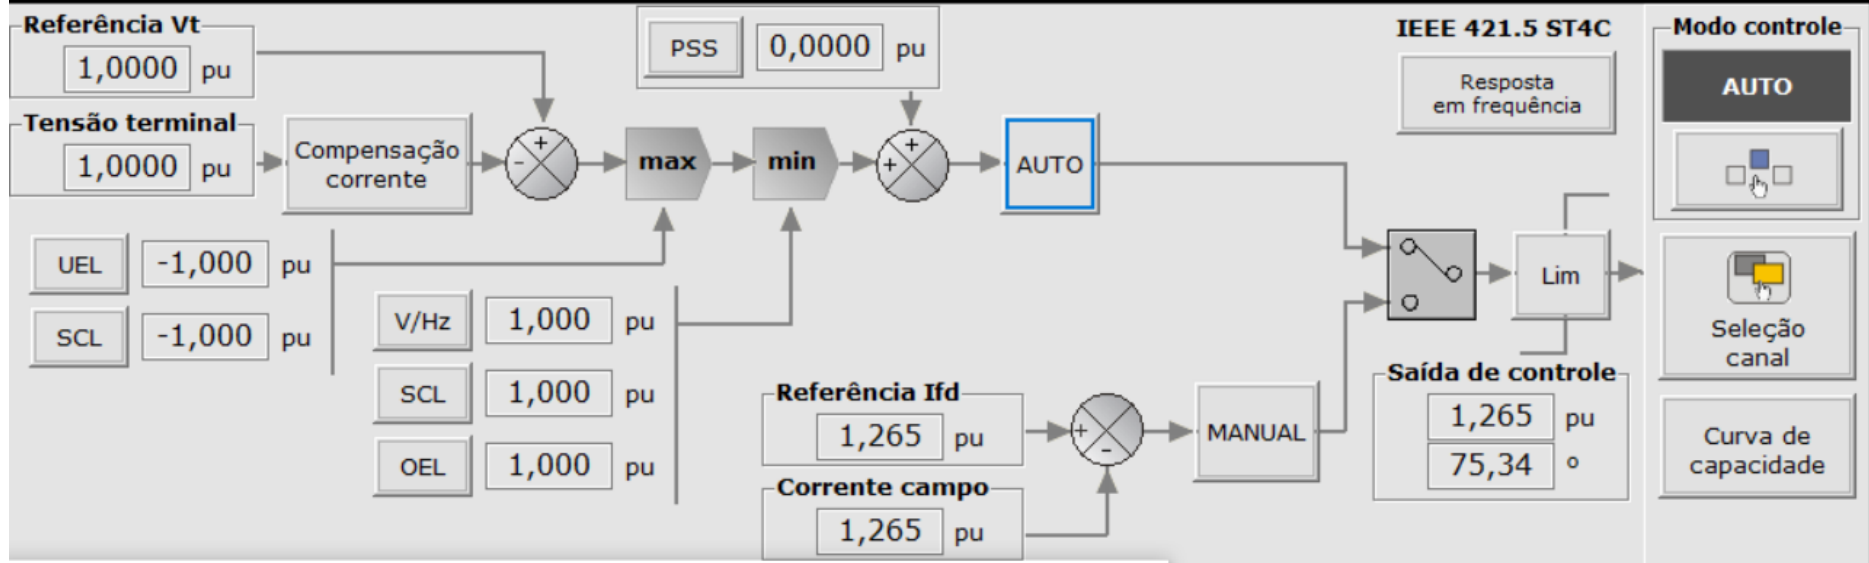 Referência Vt
1,0000 pu
Tensão terminal
1,0000 pu
Compensação
corrente
+
-
max
min
PSS
0,0000 pu
+
+
AUTO
IEEE 421.5 ST4C
Resposta
em frequência
UEL
-1,000 pu
SCL
-1,000 pu
V/Hz
1,000 pu
SCL
1,000 pu
OEL
1,000 pu
Referência Ifd
1,265 pu
Corrente campo
1,265 pu
+
-
MANUAL
Lim
Saída de controle
1,265 pu
75,34 °
Modo controle
AUTO
Seleção
canal
Curva de
capacidade